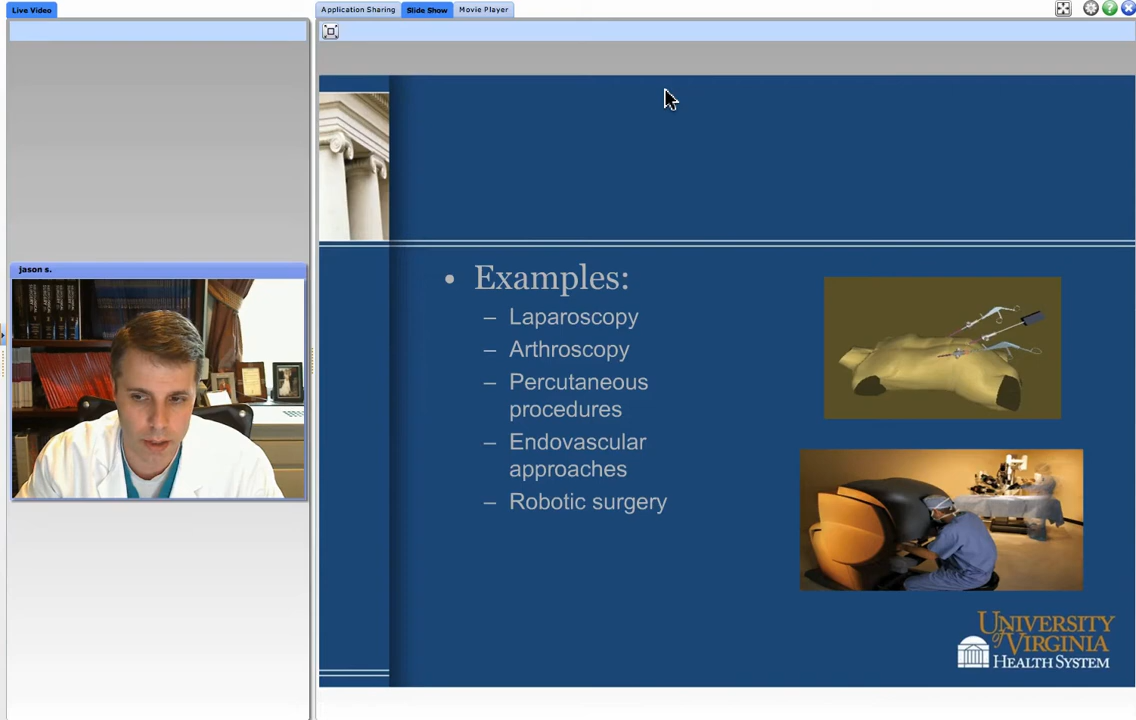 Live Video
Application Sharing
Slide Show
Movie Player
jason s.
• Examples:
– Laparoscopy
– Arthroscopy
– Percutaneous
procedures
– Endovascular
approaches
– Robotic surgery
UNIVERSITY
of VIRGINIA
HEALTH SYSTEM